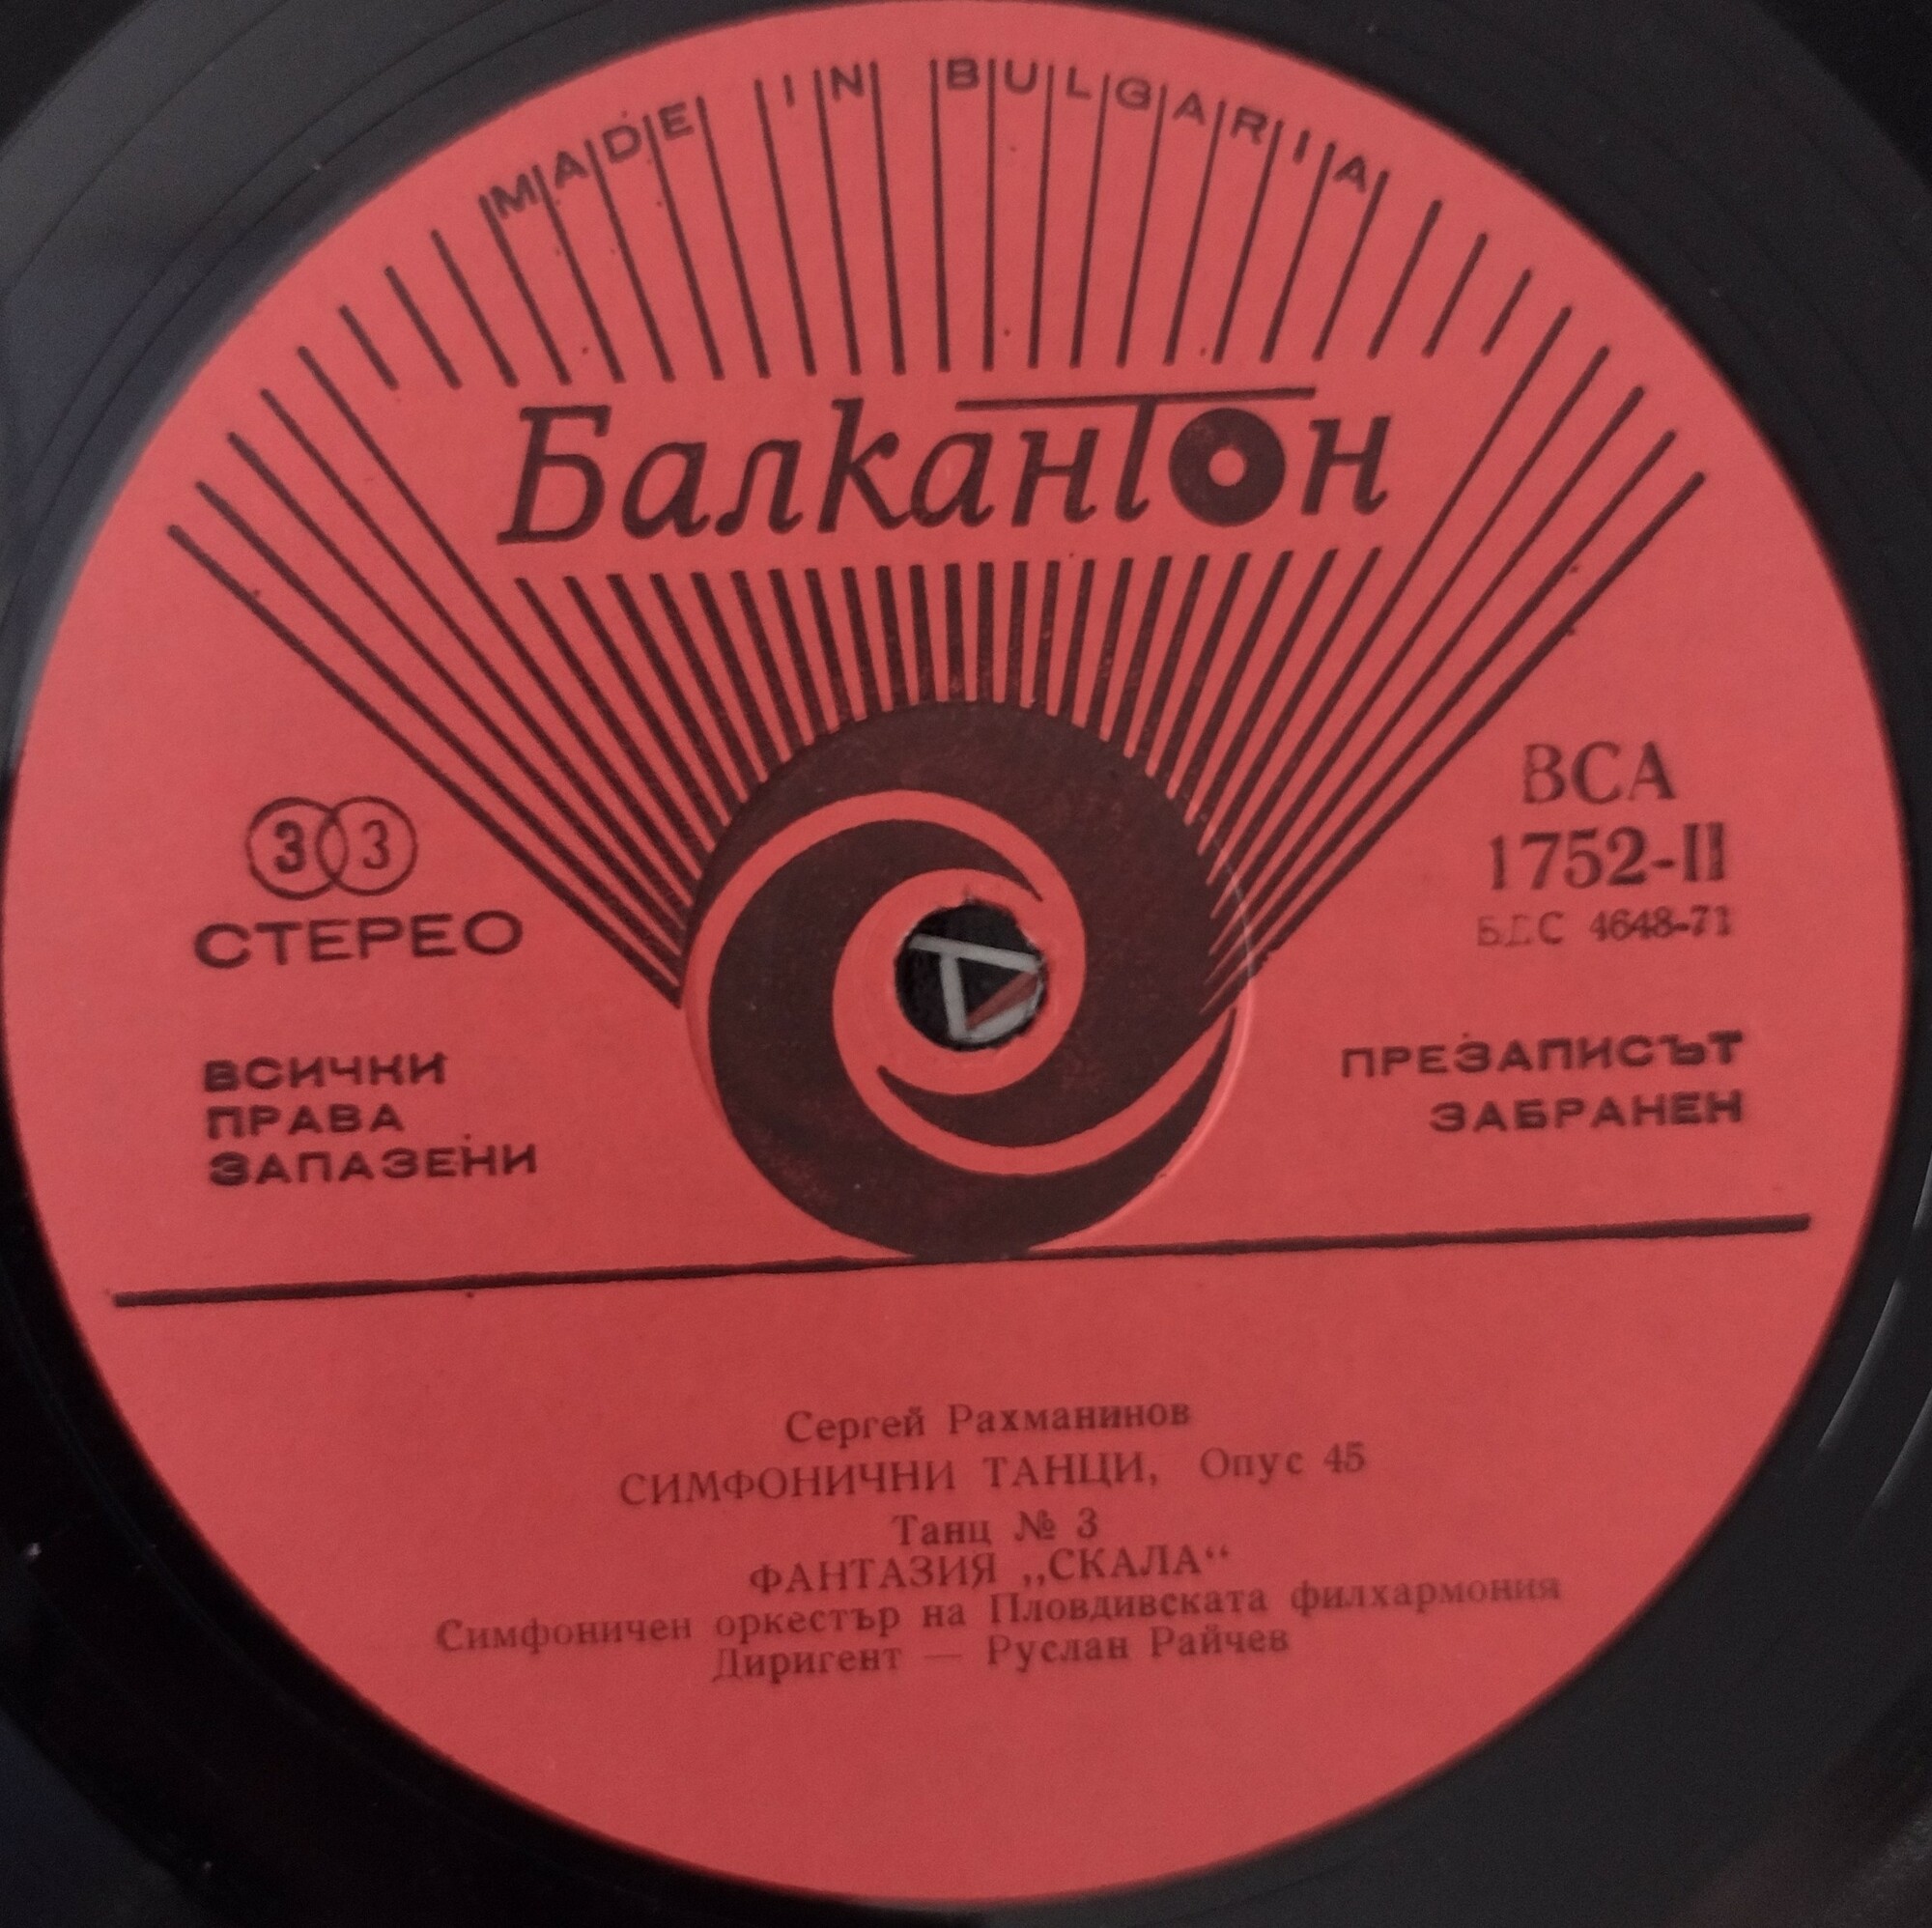 MADE IN BULGARIA
Балкантон
33
СТЕРЕО
ВСИЧКИ
ПРАВА
ЗАПАЗЕНИ
ВСА
1752-II
БДС 4648-71
ПРЕЗАПИСЪТ
ЗАБРАНЕН
Сергей Рахманинов
СИМФОНИЧНИ ТАНЦИ, Опус 45
Танц № 3
ФАНТАЗИЯ „СКАЛА“
Симфоничен оркестър на Пловдивската филхармония
Диригент — Руслан Райчев